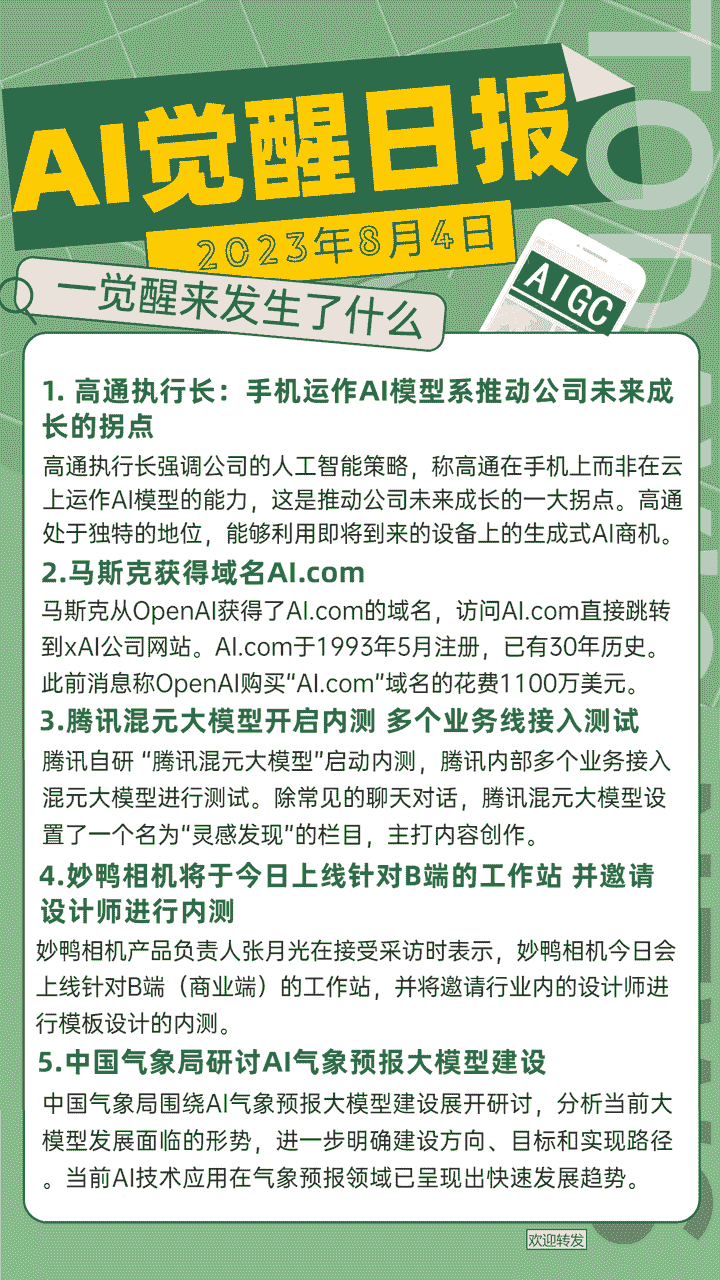 AI觉醒日报
2023年8月4日
一觉醒来发生了什么
AIGC
1. 高通执行长：手机运作AI模型系推动公司未来成
长的拐点
高通执行长强调公司的人工智能策略，称高通在手机上而非在云
上运作AI模型的能力，这是推动公司未来成长的一大拐点。高通
处于独特的地位，能够利用即将到来的设备上的生成式AI商机。
2.马斯克获得域名AI.com
马斯克从OpenAI获得了AI.com的域名，访问AI.com直接跳转
到xAI公司网站。AI.com于1993年5月注册，已有30年历史。
此前消息称OpenAI购买“AI.com”域名的花费1100万美元。
3.腾讯混元大模型开启内测 多个业务线接入测试
腾讯自研 “腾讯混元大模型”启动内测，腾讯内部多个业务接入
混元大模型进行测试。除常见的聊天对话，腾讯混元大模型设
置了一个名为“灵感发现”的栏目，主打内容创作。
4.妙鸭相机将于今日上线针对B端的工作站 并邀请
设计师进行内测
妙鸭相机产品负责人张月光在接受采访时表示，妙鸭相机今日会
上线针对B端（商业端）的工作站，并将邀请行业内的设计师进
行模板设计的内测。
5.中国气象局研讨AI气象预报大模型建设
中国气象局围绕AI气象预报大模型建设展开研讨，分析当前大
模型发展面临的形势，进一步明确建设方向、目标和实现路径
。当前AI技术应用在气象预报领域已呈现出快速发展趋势。
欢迎转发